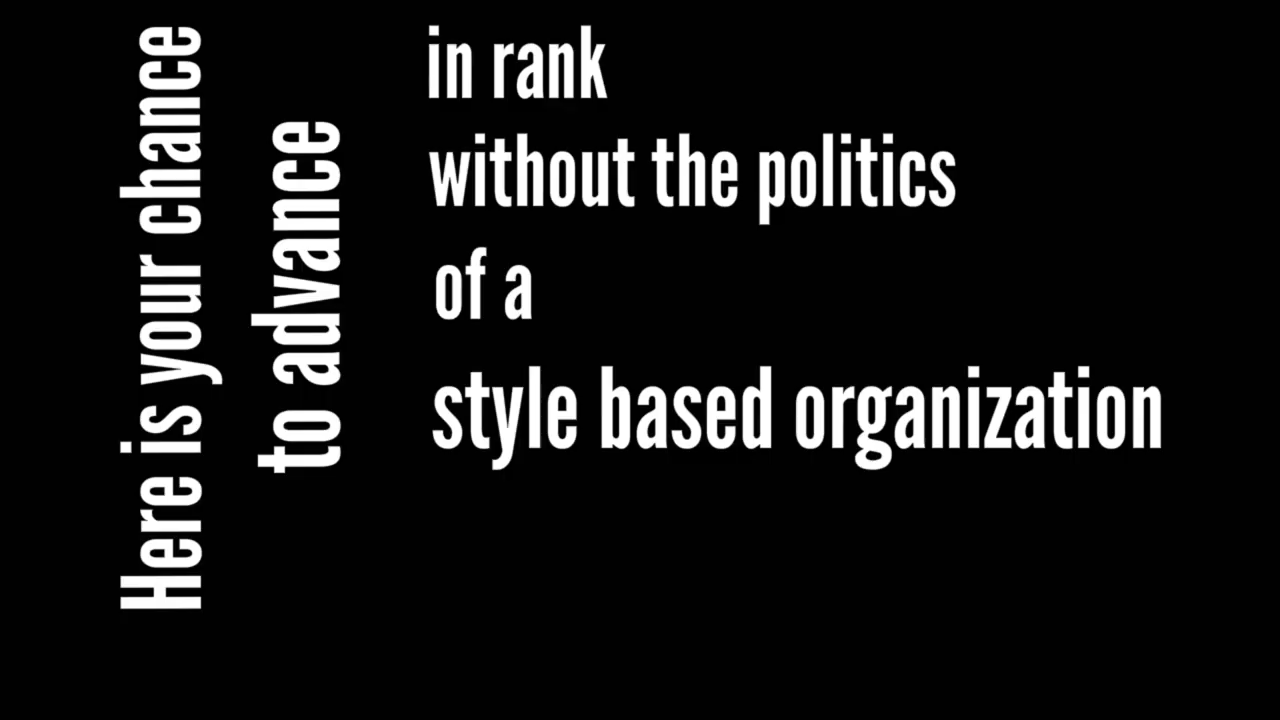 Here is your chance
to advance
in rank
without the politics
of a
style based organization